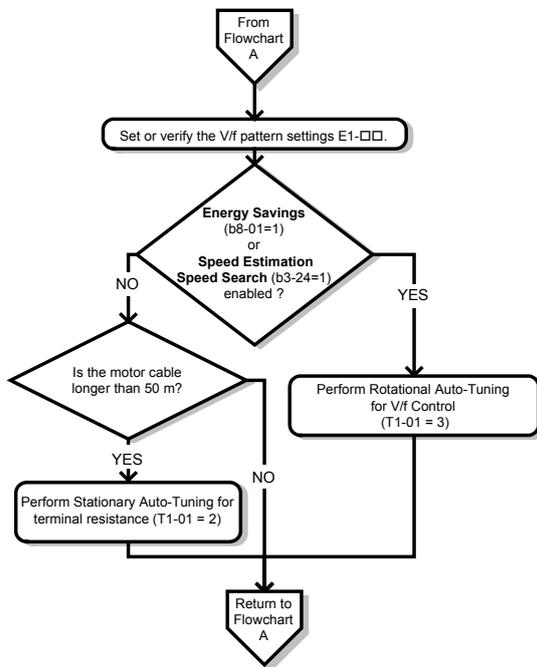 From
Flowchart
A
Set or verify the V/f pattern settings E1-□□.
Energy Savings
(b8-01=1)
or
Speed Estimation
Speed Search (b3-24=1)
enabled ?
NO
YES
Is the motor cable
longer than 50 m?
Perform Rotational Auto-Tuning
for V/f Control
(T1-01 = 3)
YES
NO
Perform Stationary Auto-Tuning for
terminal resistance (T1-01 = 2)
Return to
Flowchart
A